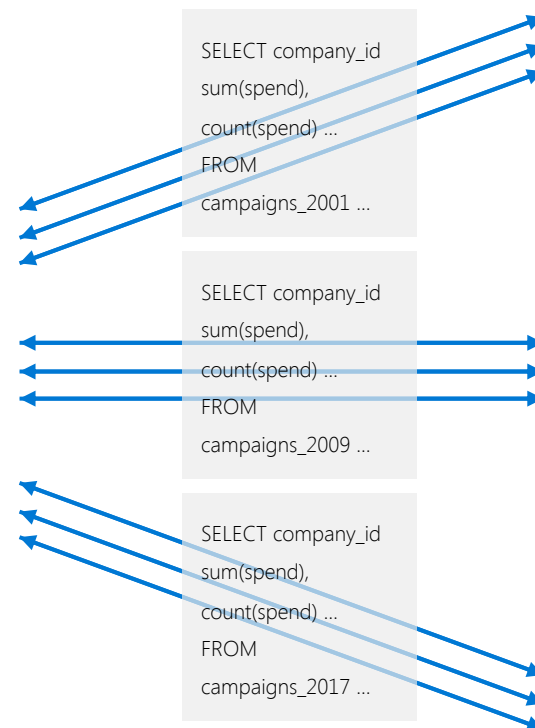 SELECT company_id
sum(spend),
count(spend) …
FROM
campaigns_2001 …
SELECT company_id
sum(spend),
count(spend) …
FROM
campaigns_2009 …
SELECT company_id
sum(spend),
count(spend) …
FROM
campaigns_2017 …